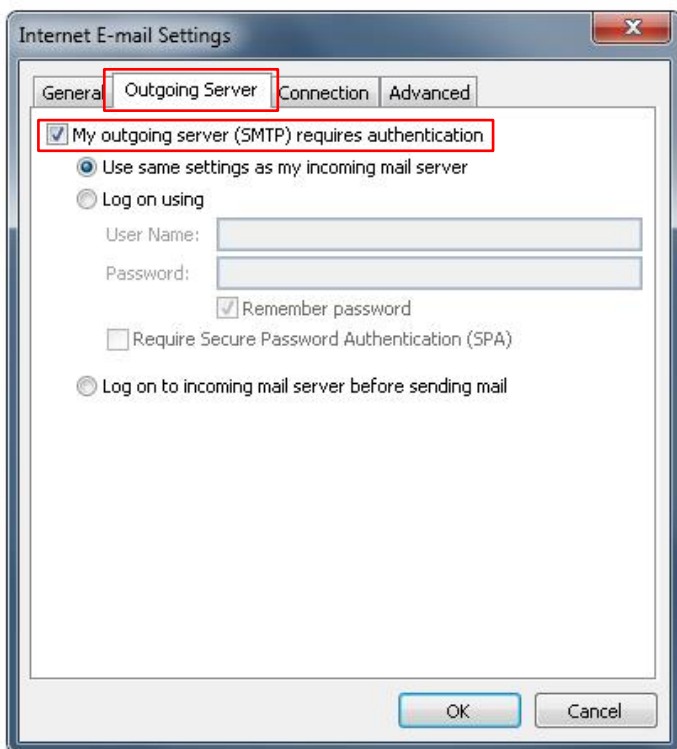 Internet E-mail Settings
General Outgoing Server Connection Advanced
My outgoing server (SMTP) requires authentication
Use same settings as my incoming mail server
Log on using
User Name:
Password:
Remember password
Require Secure Password Authentication (SPA)
Log on to incoming mail server before sending mail
OK Cancel